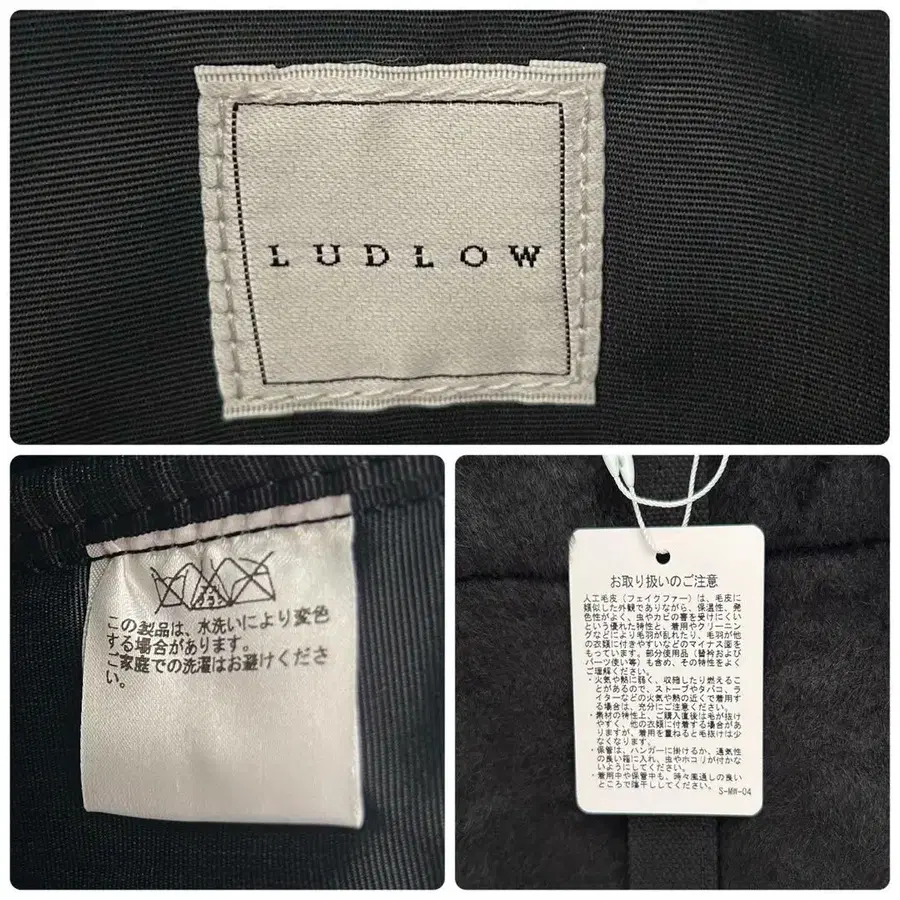 LUDLOW
この製品は、水洗いにより変色
する場合があります。
ご家庭での洗濯はお避けくださ
い。
お取り扱いのご注意
人工毛皮（フェイクファー）は、毛皮に
類似した外観でありながら、保温性、発
色性がよく、虫やカビの害を受けにくい
という優れた特性と、着用やクリーニン
グなどにより毛羽が乱れたり、毛羽が他
の衣類に付きやすいなどのマイナス面を
もっています。部分使用品（替衿および
パーツ使い等）も含め、その特性をよく
ご理解ください。
・火気や熱に弱く、収縮したり燃えるこ
とがあるので、ストーブやタバコ、ラ
イターなどの火気や熱の近くで着用す
る場合は、充分にご注意ください。
・素材の特性上、ご購入直後は毛が抜け
やすく、他の衣類に付着する場合があ
りますが、着用を重ねると毛抜けは少
なくなります。
・保管は、ハンガーに掛けるか、通気性
の良い箱に入れ、虫やホコリが付かな
いようにしてください。
・着用中や保管中も、時々風通しの良い
ところで陰干ししてください。
S-MW-04